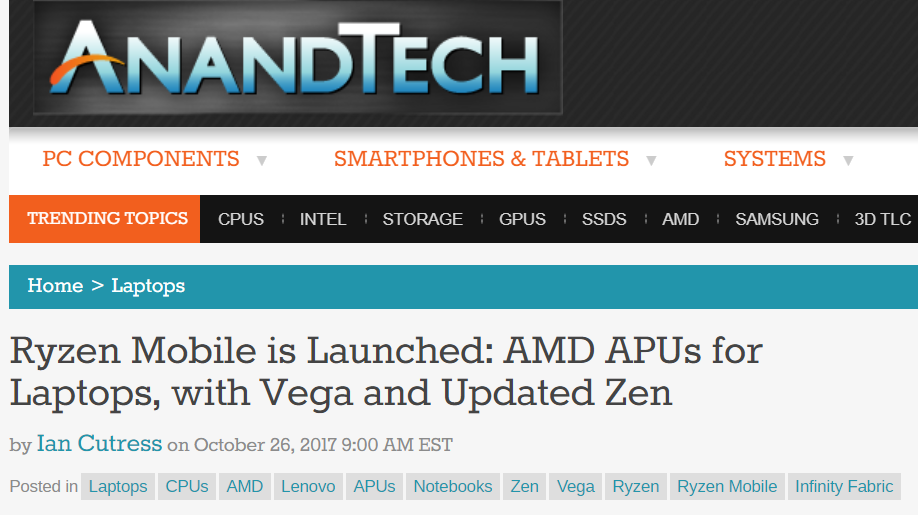 ANANDTECH
PC COMPONENTS SMARTPHONES & TABLETS SYSTEMS
TRENDING TOPICS CPUS INTEL STORAGE GPUS SSDS AMD SAMSUNG 3D TLC
Home > Laptops
Ryzen Mobile is Launched: AMD APUs for
Laptops, with Vega and Updated Zen
by Ian Cutress on October 26, 2017 9:00 AM EST
Posted in Laptops CPUs AMD Lenovo APUs Notebooks Zen Vega Ryzen Ryzen Mobile Infinity Fabric